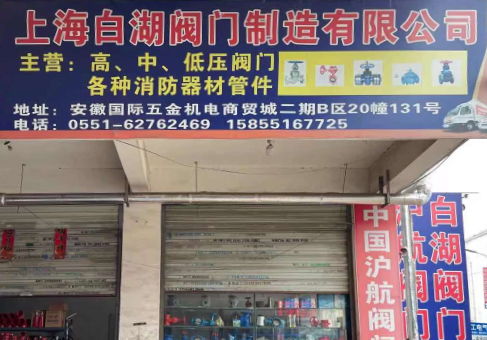 上海白湖阀门制造有限公司
主营：高、中、低压阀门
各种消防器材管件
地址：安徽国际五金机电商贸城二期B区20幢131号
电话：0551-62762469 15855167725
中国沪航阀
沪航阀
白湖阀门